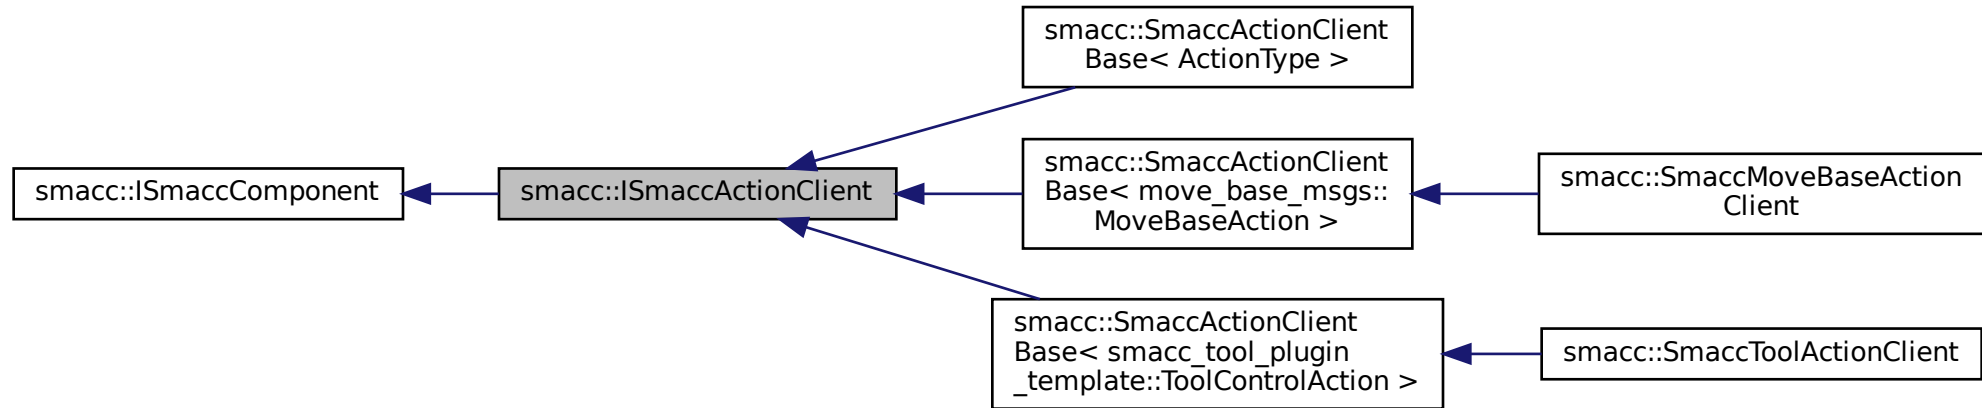 smacc::ISmaccComponent
smacc::ISmaccActionClient
smacc::SmaccActionClient
Base< ActionType >
smacc::SmaccActionClient
Base< move_base_msgs::
MoveBaseAction >
smacc::SmaccMoveBaseAction
Client
smacc::SmaccActionClient
Base< smacc_tool_plugin
_template::ToolControlAction >
smacc::SmaccToolActionClient